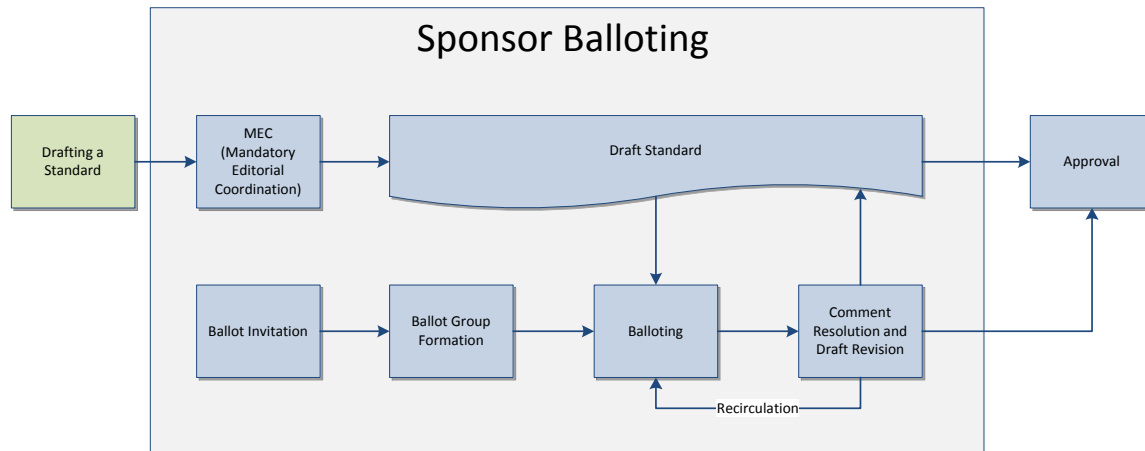 Sponsor Balloting
Drafting a
Standard
MEC
(Mandatory
Editorial
Coordination)
Draft Standard
Approval
Ballot Invitation
Ballot Group
Formation
Balloting
Comment
Resolution and
Draft Revision
Recirculation